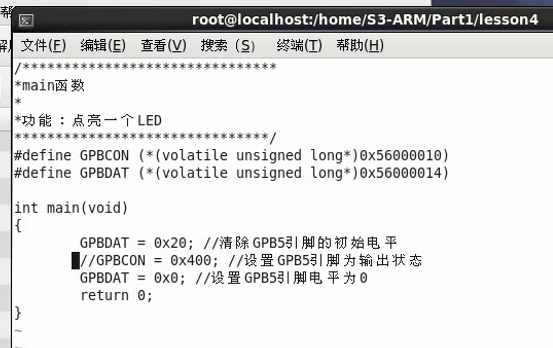 root@localhost:/home/S3-ARM/Part1/lesson4
文件(F) 编辑(E) 查看(V) 搜索 (S) 终端(T) 帮助(H)
/*******************************
*main函数
*
*功能：点亮一个LED
*******************************/
#define GPBCON (*(volatile unsigned long*)0x56000010)
#define GPBDAT (*(volatile unsigned long*)0x56000014)
int main(void)
{
GPBDAT = 0x20; //清除GPB5引脚的初始电平
//GPBCON = 0x400; //设置GPB5引脚为输出状态
GPBDAT = 0x0; //设置GPB5引脚电平为0
return 0;
}
~
~